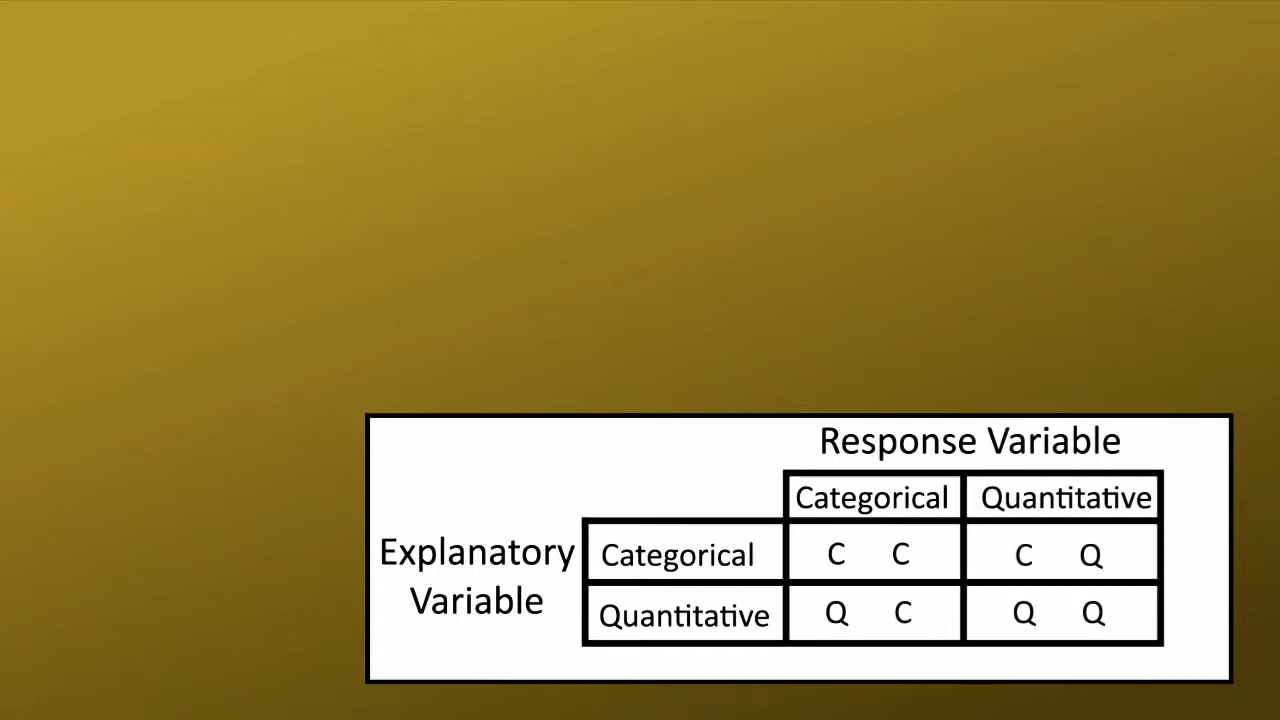 Response Variable
Categorical Quantitative
Explanatory
Variable
Categorical C C C Q
Quantitative Q C Q Q